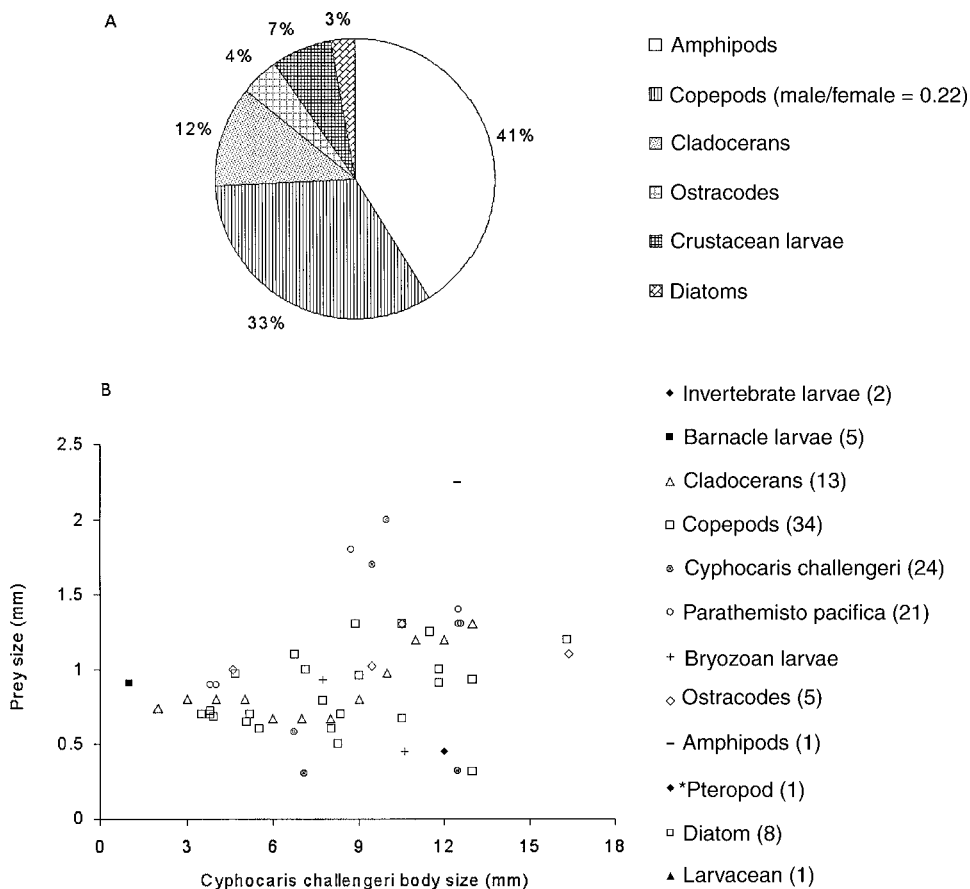 A
3%
7%
4%
12%
41%
33%
Amphipods
Copepods (male/female = 0.22)
Cladocerans
Ostracodes
Crustacean larvae
Diatoms
B
2.5
2
1.5
1
0.5
0
Prey size (mm)
0 3 6 9 12 15 18
Cyphocaris challengeri body size (mm)
Invertebrate larvae (2)
Barnacle larvae (5)
Cladocerans (13)
Copepods (34)
Cyphocaris challengeri (24)
Parathemisto pacifica (21)
Bryozoan larvae
Ostracodes (5)
Amphipods (1)
*Pteropod (1)
Diatom (8)
Larvacean (1)